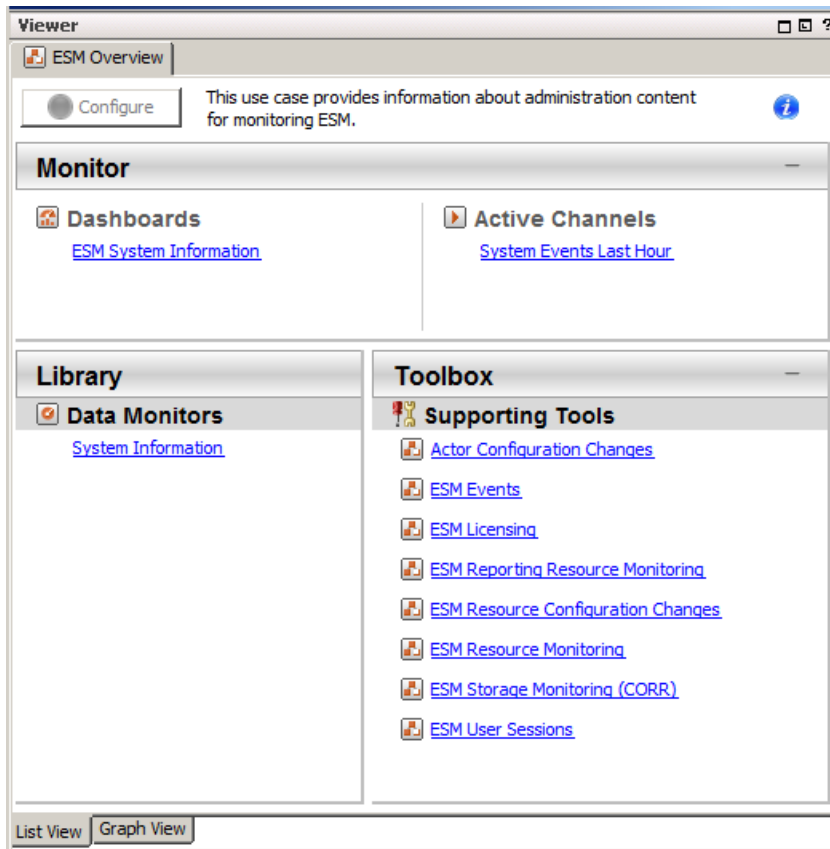 Viewer
?
ESM Overview
Configure
This use case provides information about administration content
for monitoring ESM.
i
Monitor
Dashboards
ESM System Information
Active Channels
System Events Last Hour
Library
Data Monitors
System Information
Toolbox
Supporting Tools
Actor Configuration Changes
ESM Events
ESM Licensing
ESM Reporting Resource Monitoring
ESM Resource Configuration Changes
ESM Resource Monitoring
ESM Storage Monitoring (CORR)
ESM User Sessions
List View
Graph View